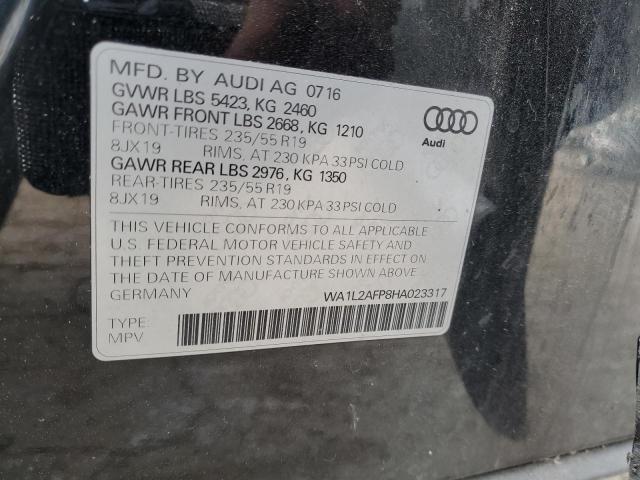 MFD. BY AUDI AG 0716
GVWR LBS 5423, KG 2460
GAWR FRONT LBS 2668, KG 1210
FRONT-TIRES 235/55 R19
8JX19 RIMS, AT 230 KPA 33 PSI COLD
GAWR REAR LBS 2976, KG 1350
REAR-TIRES 235/55 R19
8JX19 RIMS, AT 230 KPA 33 PSI COLD
Audi
THIS VEHICLE CONFORMS TO ALL APPLICABLE
U.S. FEDERAL MOTOR VEHICLE SAFETY AND
THEFT PREVENTION STANDARDS IN EFFECT ON
THE DATE OF MANUFACTURE SHOWN ABOVE.
GERMANY WA1L2AFP8HA023317
TYPE:
MPV